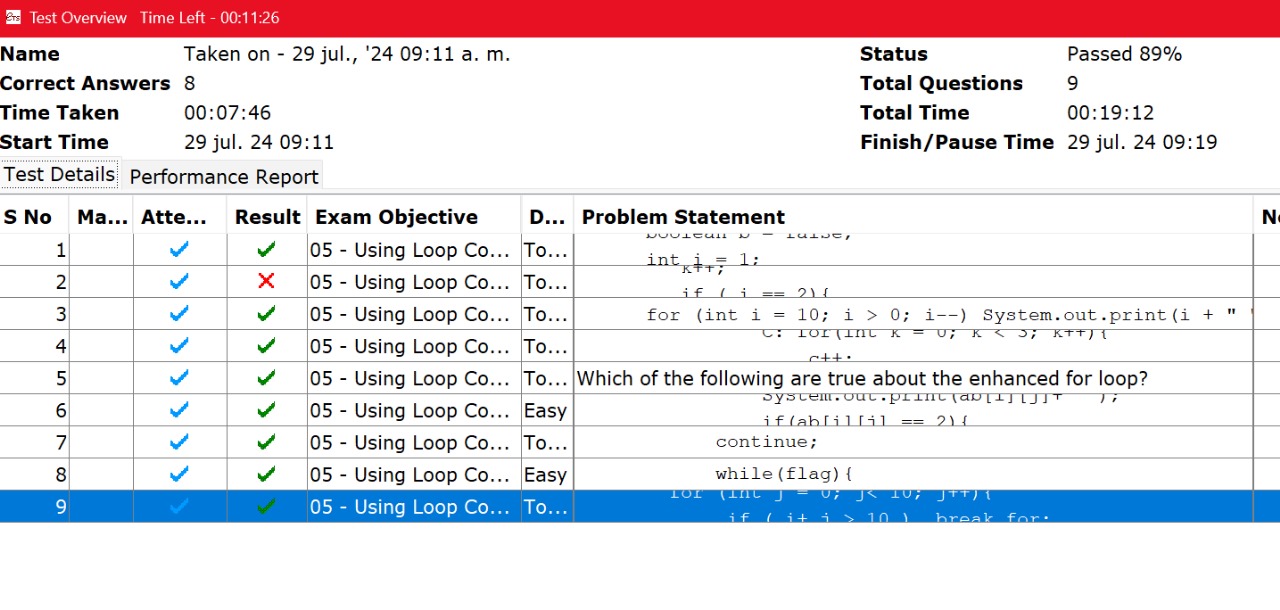 ETS Test Overview Time Left - 00:11:26
Name Taken on - 29 jul., '24 09:11 a. m. Status Passed 89%
Correct Answers 8 Total Questions 9
Time Taken 00:07:46 Total Time 00:19:12
Start Time 29 jul. 24 09:11 Finish/Pause Time 29 jul. 24 09:19
Test Details Performance Report
S No Ma... Atte... Result Exam Objective D... Problem Statement
1 05 - Using Loop Co... To... boolean b = false;
int i = 1;
2 05 - Using Loop Co... To... k++;
if ( i == 2){
3 05 - Using Loop Co... To... for (int i = 10; i > 0; i--) System.out.print(i + "
4 05 - Using Loop Co... To... C: for(int k = 0; k < 3; k++){
c++;
5 05 - Using Loop Co... To... Which of the following are true about the enhanced for loop?
6 05 - Using Loop Co... Easy System.out.print(ab[i][j]+" ");
if(ab[i][j] == 2){
7 05 - Using Loop Co... To... continue;
8 05 - Using Loop Co... Easy while(flag){
9 05 - Using Loop Co... To... for (int j = 0; j< 10; j++){
if ( i+ j > 10 ) break for;